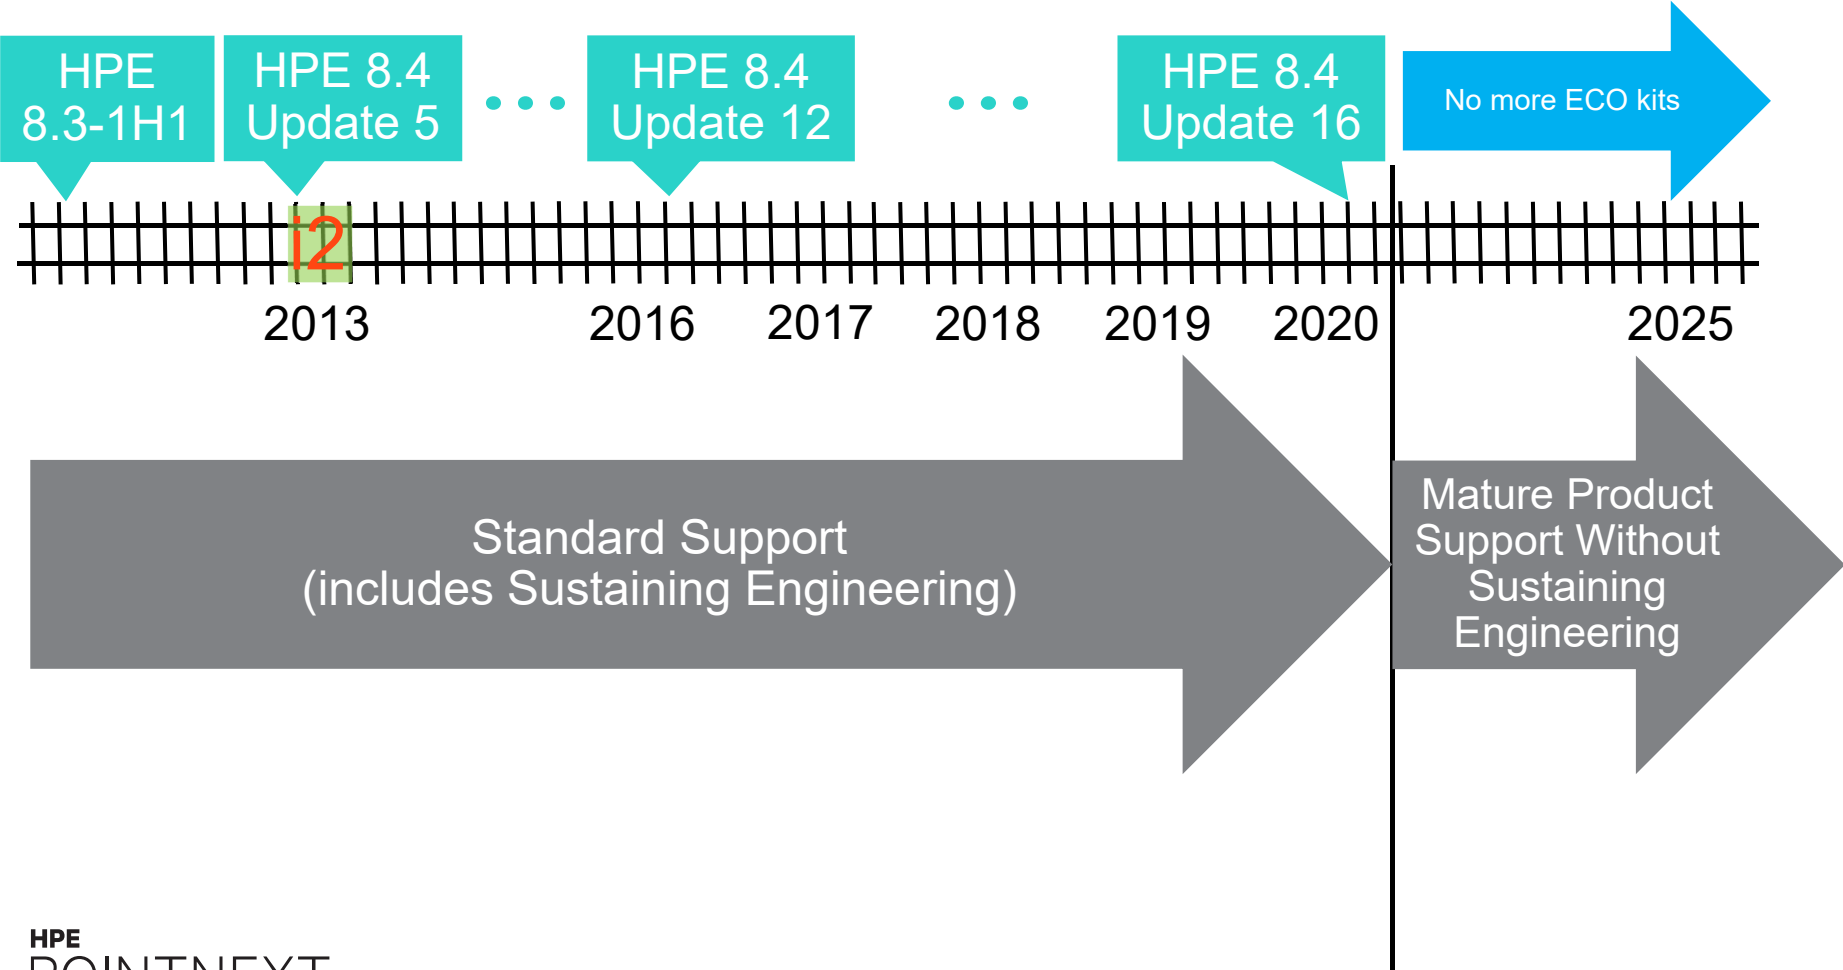 HPE
8.3-1H1
HPE 8.4
Update 5
HPE 8.4
Update 12
HPE 8.4
Update 16
No more ECO kits
i2
2013
2016
2017
2018
2019
2020
2025
Standard Support
(includes Sustaining Engineering)
Mature Product
Support Without
Sustaining
Engineering
HPE
POINTNEXT